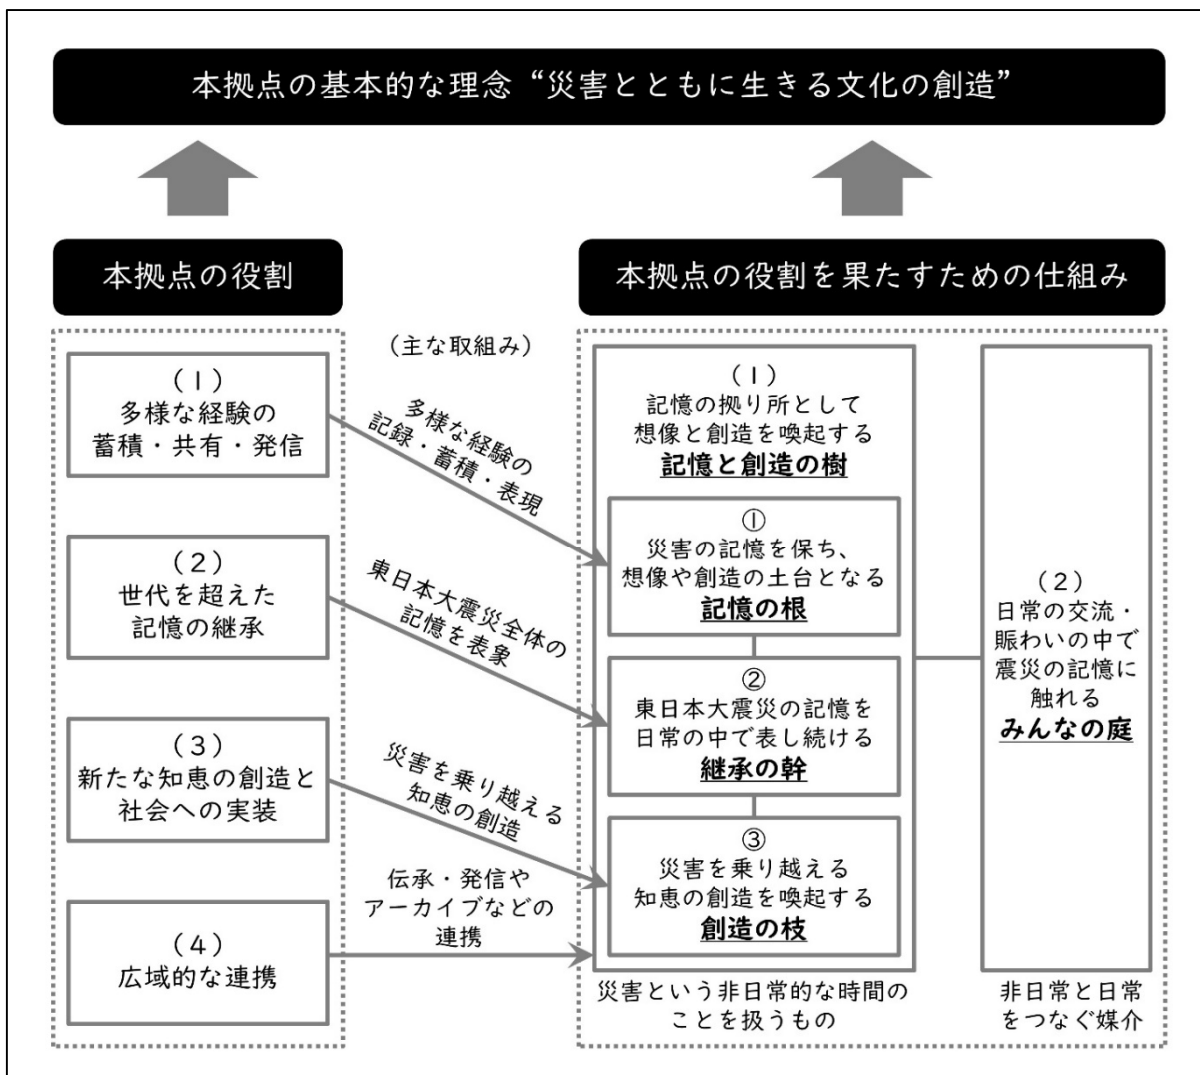 本拠点の基本的な理念“災害とともに生きる文化の創造”
本拠点の役割
(1)
多様な経験の
蓄積・共有・発信
(2)
世代を超えた
記憶の継承
(3)
新たな知恵の創造と
社会への実装
(4)
広域的な連携
(主な取組み)
多様な経験の
記録・蓄積・表現
東日本大震災全体の
記憶を表象
災害を乗り越える
知恵の創造
伝承・発信や
アーカイブなどの
連携
本拠点の役割を果たすための仕組み
(1)
記憶の拠り所として
想像と創造を喚起する
記憶と創造の樹
①
災害の記憶を保ち、
想像や創造の土台となる
記憶の根
②
東日本大震災の記憶を
日常の中で表し続ける
継承の幹
③
災害を乗り越える
知恵の創造を喚起する
創造の枝
災害という非日常的な時間の
ことを扱うもの
(2)
日常の交流・
賑わいの中で
震災の記憶に
触れる
みんなの庭
非日常と日常
をつなぐ媒介